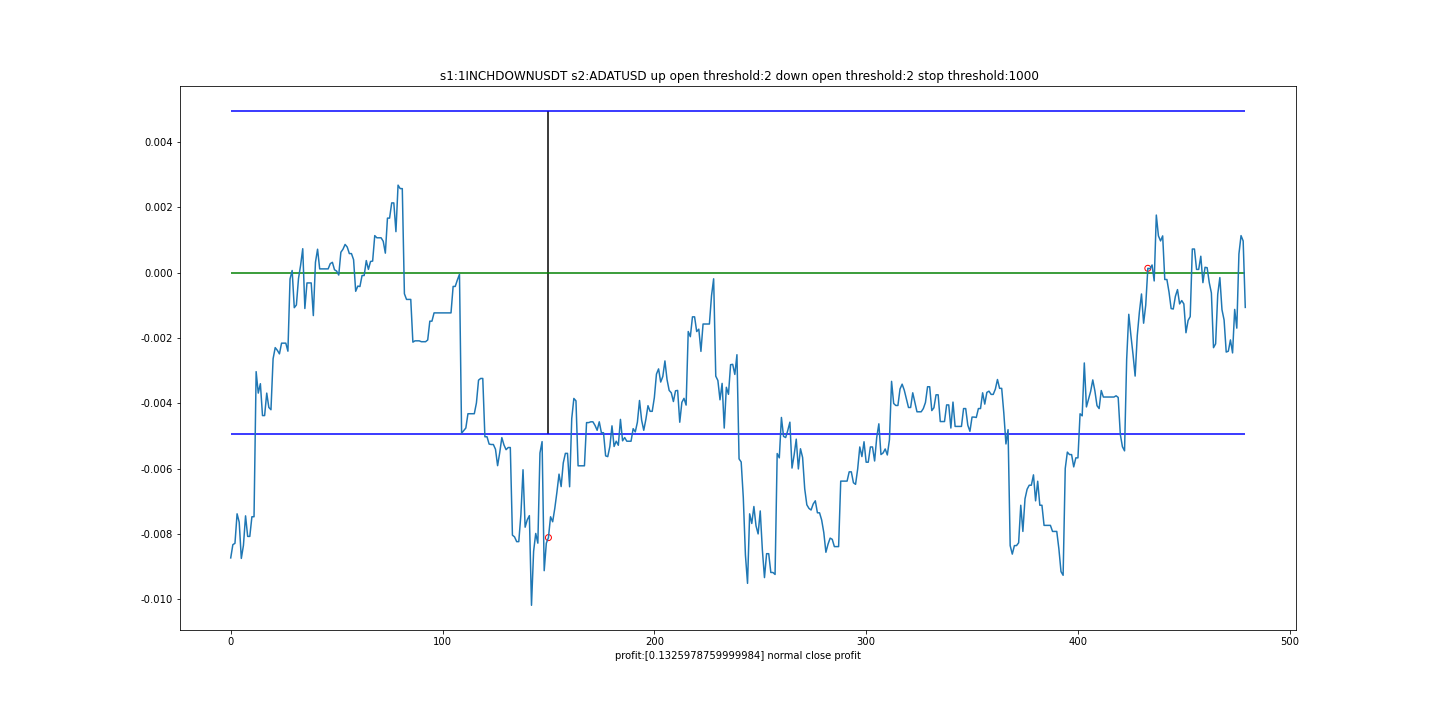 s1:1INCHDOWNUSDT s2:ADATUSD up open threshold:2 down open threshold:2 stop threshold:1000
0.004
0.002
0.000
-0.002
-0.004
-0.006
-0.008
-0.010
0 100 200 300 400 500
profit:[0.1325978759999984] normal close profit